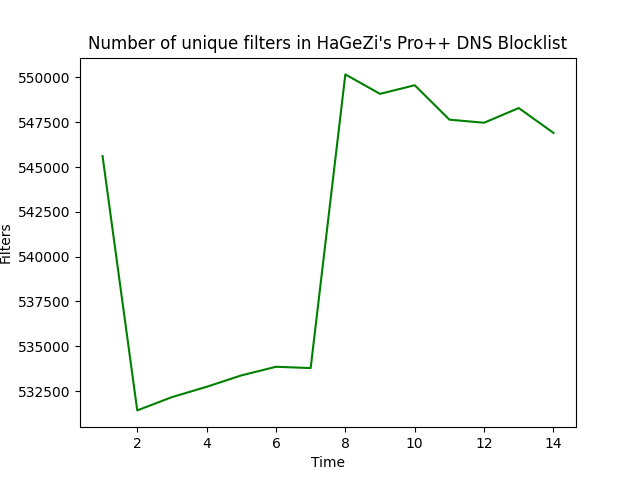 Number of unique filters in HaGeZi's Pro++ DNS Blocklist
550000
547500
545000
542500
540000
537500
535000
532500
Filters
2 4 6 8 10 12 14
Time